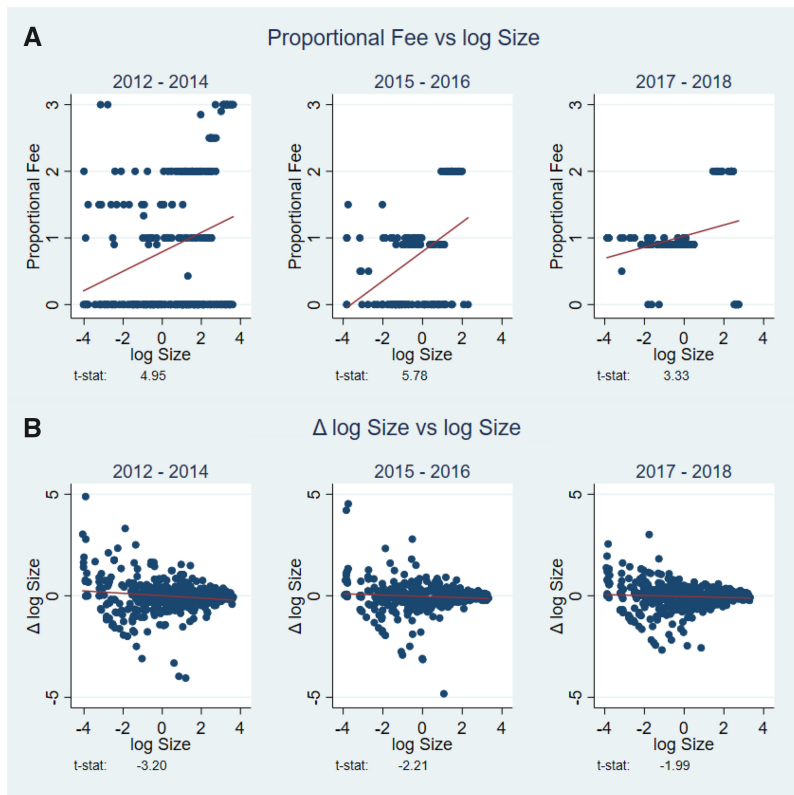 A
Proportional Fee vs log Size
2012 - 2014
2015 - 2016
2017 - 2018
Proportional Fee
3
2
1
0
-4 -2 0 2 4
log Size
t-stat: 4.95
Proportional Fee
3
2
1
0
-4 -2 0 2 4
log Size
t-stat: 5.78
Proportional Fee
3
2
1
0
-4 -2 0 2 4
log Size
t-stat: 3.33
B
Δ log Size vs log Size
2012 - 2014
2015 - 2016
2017 - 2018
Δ log Size
5
0
-5
-4 -2 0 2 4
log Size
t-stat: -3.20
Δ log Size
5
0
-5
-4 -2 0 2 4
log Size
t-stat: -2.21
Δ log Size
5
0
-5
-4 -2 0 2 4
log Size
t-stat: -1.99